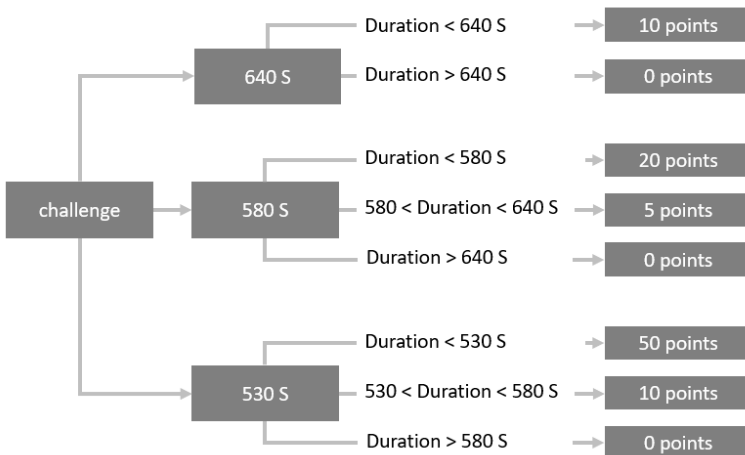 Duration < 640 S
10 points
640 S
Duration > 640 S
0 points
Duration < 580 S
20 points
challenge
580 S
580 < Duration < 640 S
5 points
Duration > 640 S
0 points
Duration < 530 S
50 points
530 S
530 < Duration < 580 S
10 points
Duration > 580 S
0 points